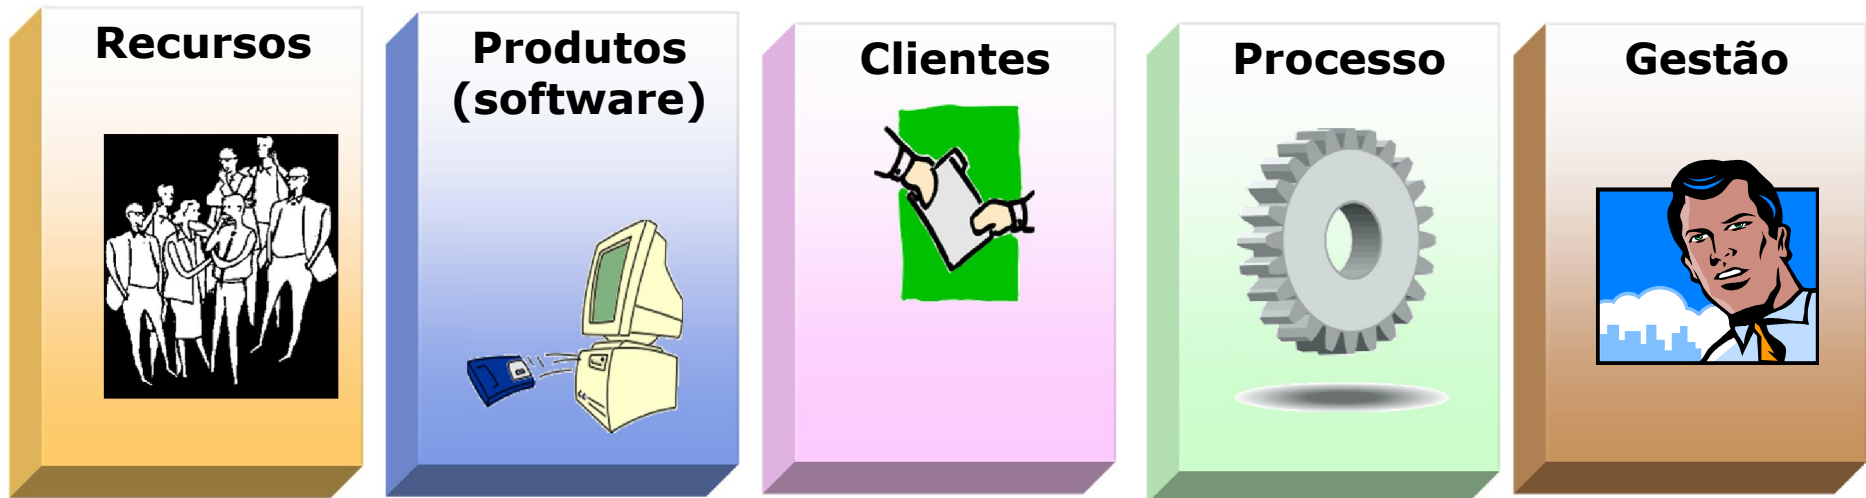 Recursos
Produtos
(software)
Clientes
Processo
Gestão